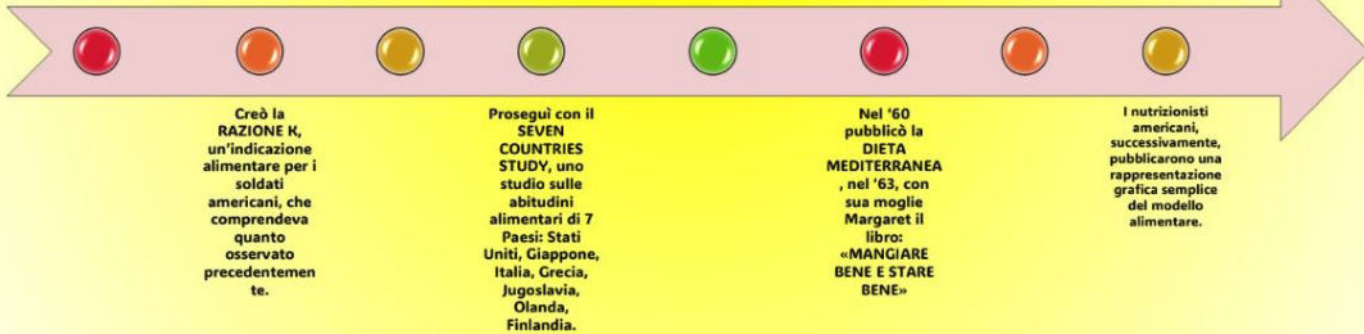 Creò la
RAZIONE K,
un'indicazione
alimentare per i
soldati
americani, che
comprendeva
quanto
osservato
precedentemen
te.
Proseguì con il
SEVEN
COUNTRIES
STUDY, uno
studio sulle
abitudini
alimentari di 7
Paesi: Stati
Uniti, Giappone,
Italia, Grecia,
Jugoslavia,
Olanda,
Finlandia.
Nel '60
pubblicò la
DIETA
MEDITERRANEA
, nel '63, con
sua moglie
Margaret il
libro:
«MANGIARE
BENE E STARE
BENE»
I nutrizionisti
americani,
successivamente,
pubblicarono una
rappresentazione
grafica semplice
del modello
alimentare.